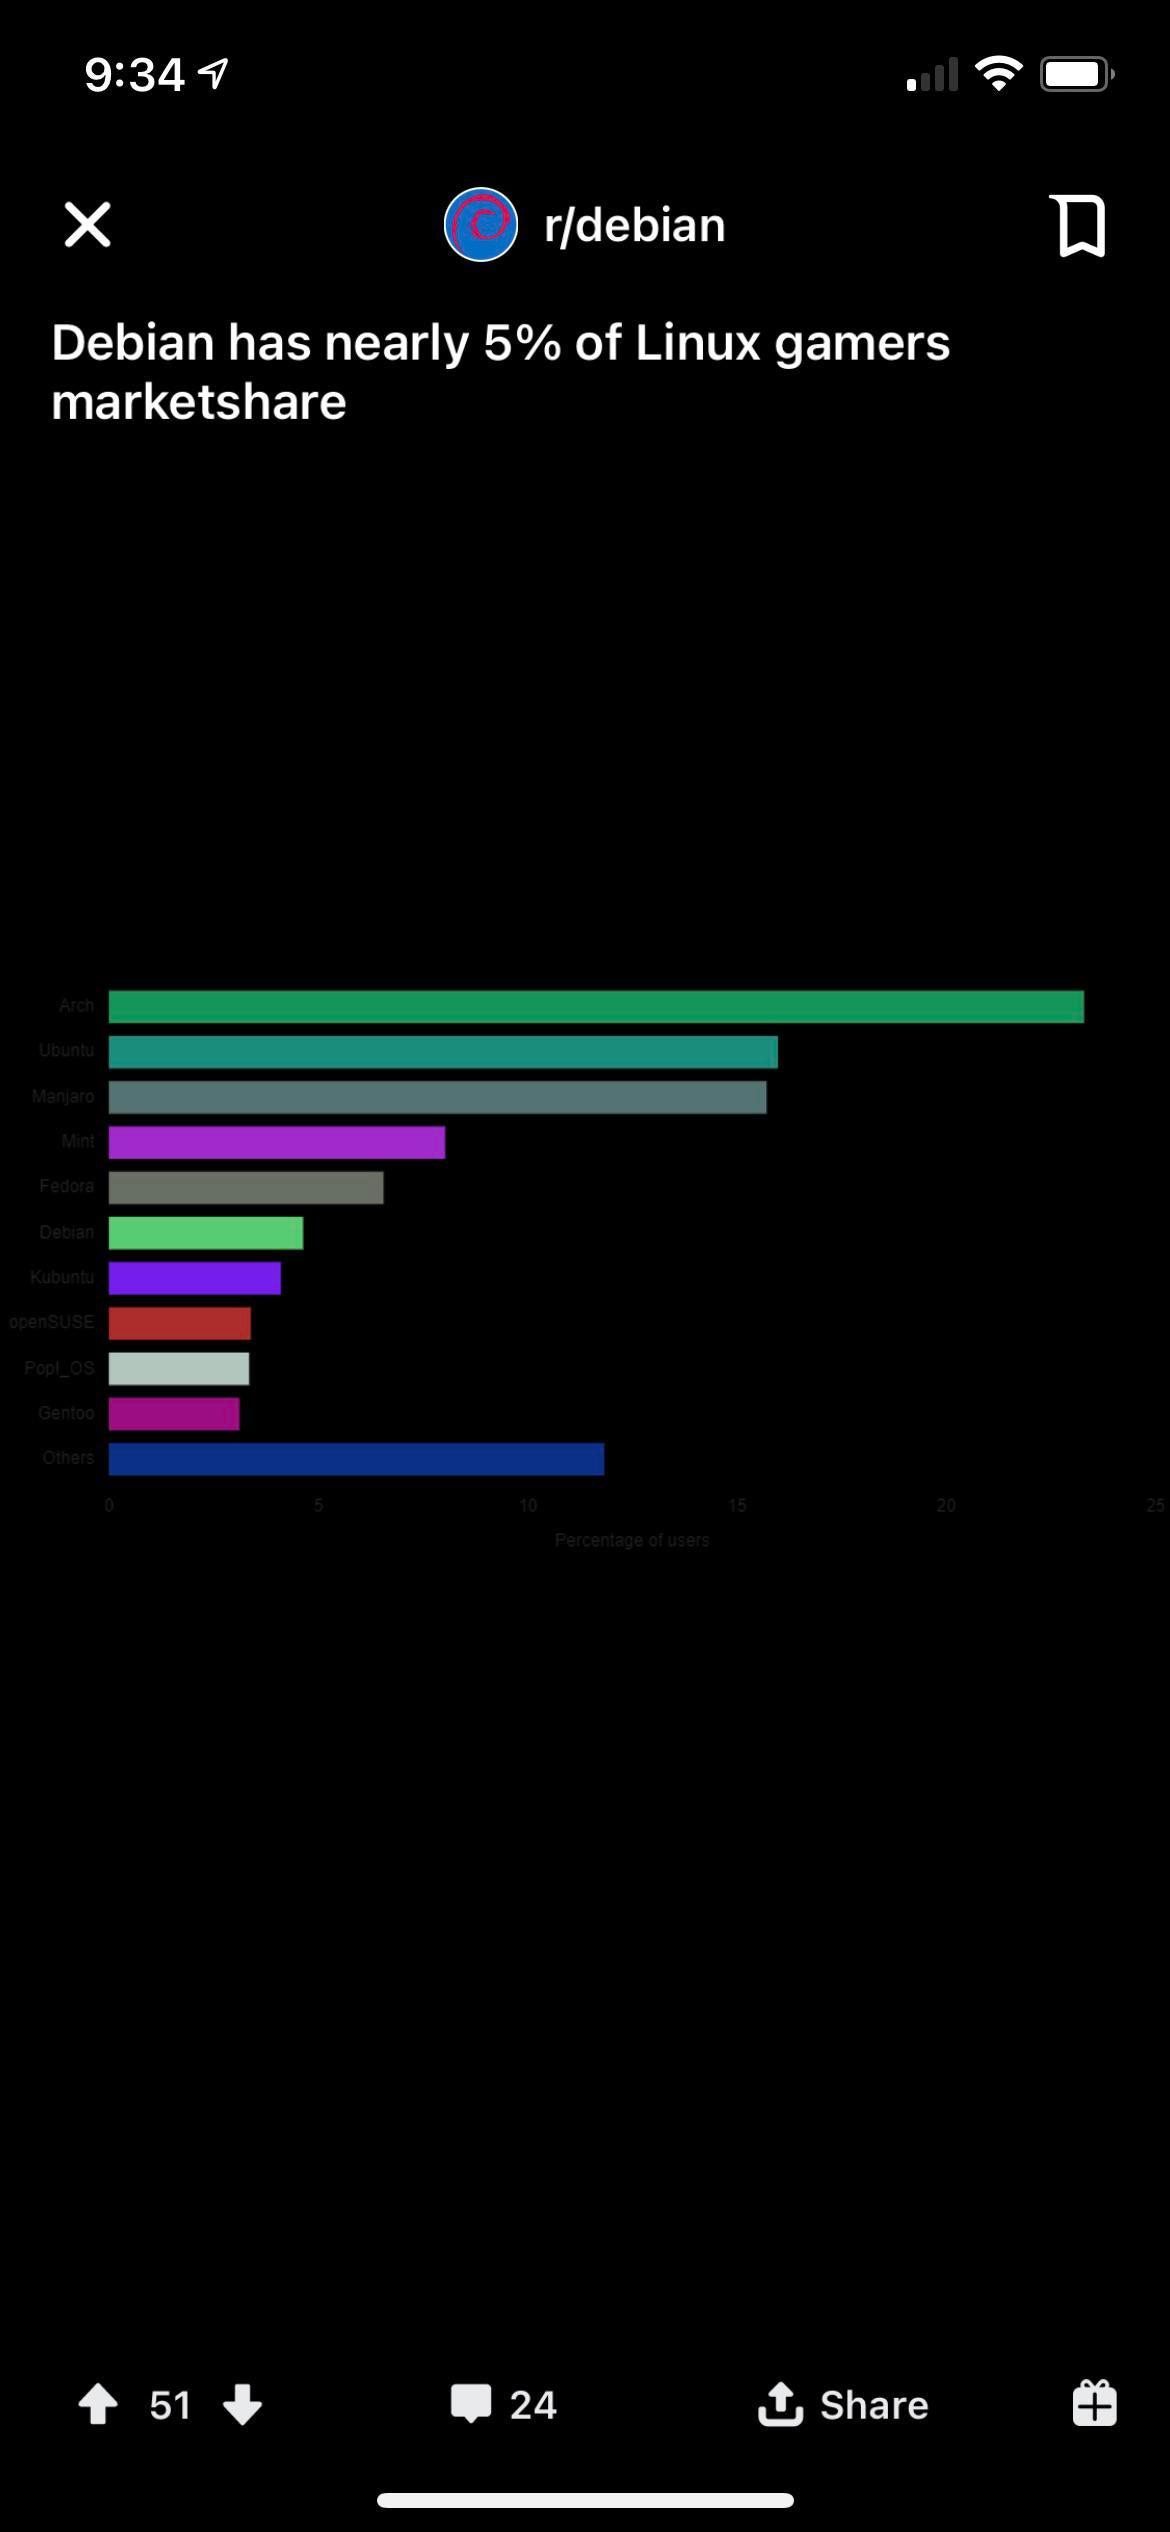 9:34
r/debian
Debian has nearly 5% of Linux gamers
marketshare
Arch
Ubuntu
Manjaro
Mint
Fedora
Debian
Kubuntu
openSUSE
Pop!_OS
Gentoo
Others
0 5 10 15 20 25
Percentage of users
51 24 Share